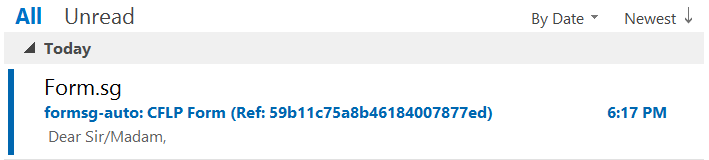 All Unread By Date Newest
Today
Form.sg
formsg-auto: CFLP Form (Ref: 59b11c75a8b46184007877ed) 6:17 PM
Dear Sir/Madam,